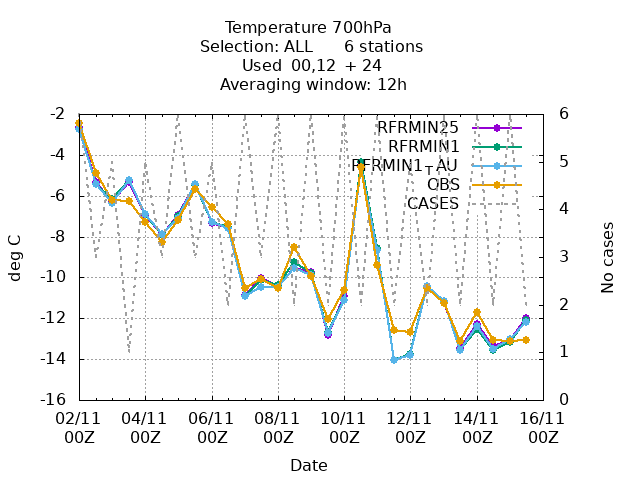 Temperature 700hPa
Selection: ALL 6 stations
Used 00,12 + 24
Averaging window: 12h
-2
-4
-6
-8
-10
-12
-14
-16
deg C
6
5
4
3
2
1
0
No cases
RFRMIN25
RFRMIN1
RFRMIN1_AU
OBS
CASES
02/11 04/11 06/11 08/11 10/11 12/11 14/11 16/11
00Z 00Z 00Z 00Z 00Z 00Z 00Z 00Z
Date